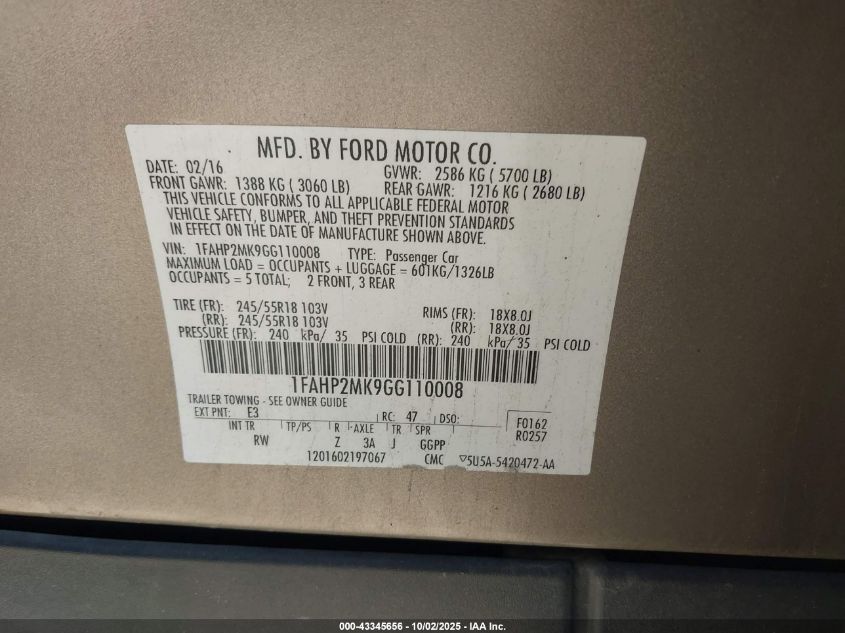 MFD. BY FORD MOTOR CO.
DATE: 02/16 GVWR: 2586 KG ( 5700 LB)
FRONT GAWR: 1388 KG ( 3060 LB) REAR GAWR: 1216 KG ( 2680 LB)
THIS VEHICLE CONFORMS TO ALL APPLICABLE FEDERAL MOTOR
VEHICLE SAFETY, BUMPER, AND THEFT PREVENTION STANDARDS
IN EFFECT ON THE DATE OF MANUFACTURE SHOWN ABOVE.
VIN: 1FAHP2MK9GG110008 TYPE: Passenger Car
MAXIMUM LOAD = OCCUPANTS + LUGGAGE = 601KG/1326LB
OCCUPANTS = 5 TOTAL; 2 FRONT, 3 REAR
TIRE (FR): 245/55R18 103V RIMS (FR): 18X8.0J
(RR): 245/55R18 103V (RR): 18X8.0J
PRESSURE (FR): 240 kPa/ 35 PSI COLD (RR): 240 kPa/ 35 PSI COLD
1FAHP2MK9GG110008
TRAILER TOWING - SEE OWNER GUIDE
EXT PNT: E3 RC: 47 DSO: F0162
INT TR TP/PS R AXLE TR SPR R0257
RW Z 3A J GGPP
1201602197067 CMC ▽5U5A-5420472-AA
000-43345656 - 10/02/2025 - IAA Inc.